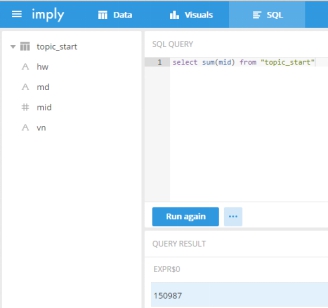 imply Data Visuals SQL
topic_start
hw
md
mid
vn
SQL QUERY
1 select sum(mid) from "topic_start"
Run again ...
QUERY RESULT
EXPR$0
150987